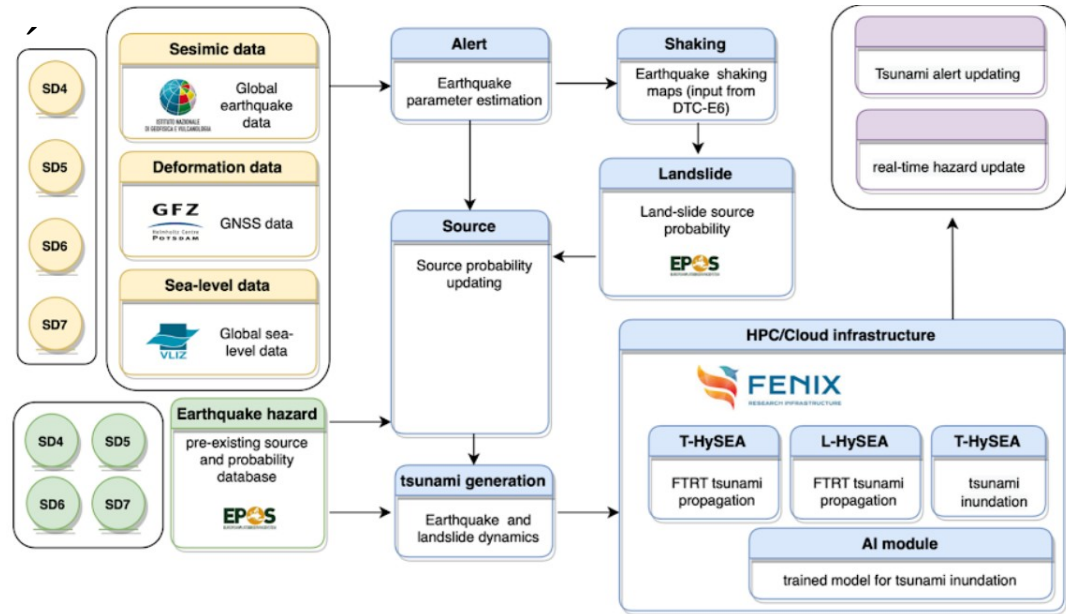 SD4
SD5
SD6
SD7
Sesimic data
Global
earthquake
data
ISTITUTO NAZIONALE
DI GEOFISICA E VULCANOLOGIA
Deformation data
GFZ
Helmholtz Centre
POTSDAM
GNSS data
Sea-level data
VLIZ
Global sea-
level data
SD4
SD5
SD6
SD7
Earthquake hazard
pre-existing source
and probability
database
EPOS
Alert
Earthquake
parameter estimation
Shaking
Earthquake shaking
maps (input from
DTC-E6)
Landslide
Land-slide source
probability
EPOS
Source
Source probability
updating
tsunami generation
Earthquake and
landslide dynamics
Tsunami alert updating
real-time hazard update
HPC/Cloud infrastructure
FENIX
RESEARCH INFRASTRUCTURE
T-HySEA
FTRT tsunami
propagation
L-HySEA
FTRT tsunami
propagation
T-HySEA
tsunami
inundation
AI module
trained model for tsunami inundation